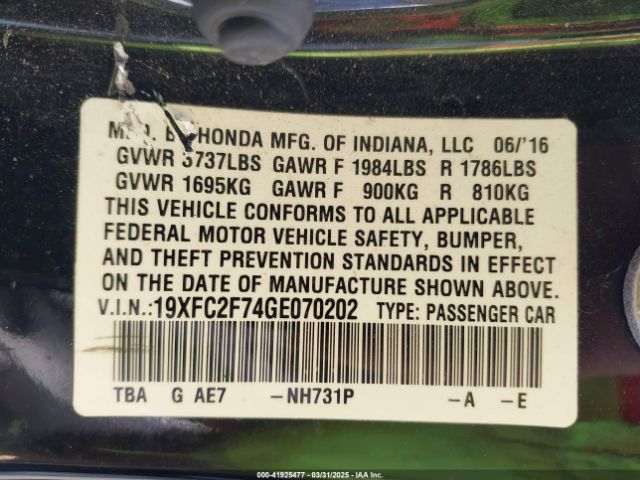 HONDA MFG. OF INDIANA, LLC 06/'16
GVWR 3737LBS GAWR F 1984LBS R 1786LBS
GVWR 1695KG GAWR F 900KG R 810KG
THIS VEHICLE CONFORMS TO ALL APPLICABLE
FEDERAL MOTOR VEHICLE SAFETY, BUMPER,
AND THEFT PREVENTION STANDARDS IN EFFECT
ON THE DATE OF MANUFACTURE SHOWN ABOVE.
V.I.N.:19XFC2F74GE070202 TYPE: PASSENGER CAR
TBA G AE7 -NH731P -A -E
000-41925477 - 03/31/2025 - IAA Inc.